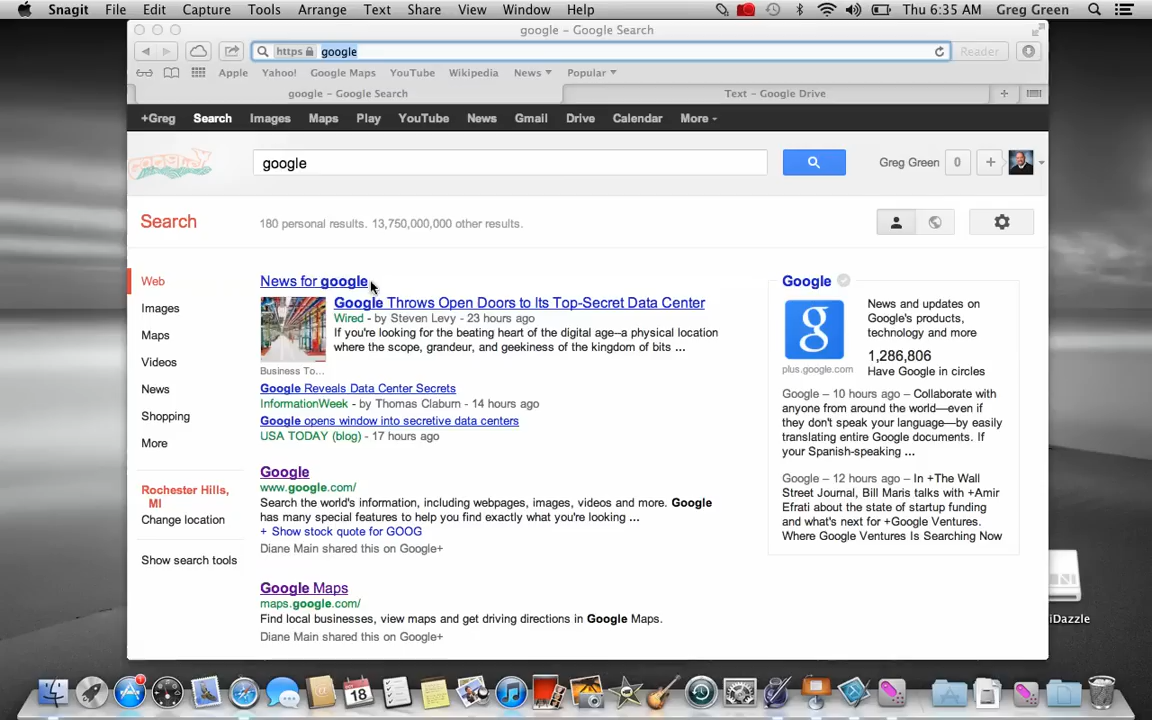 Snagit File Edit Capture Tools Arrange Text Share View Window Help Thu 6:35 AM Greg Green
google – Google Search
https google Reader
Apple Yahoo! Google Maps YouTube Wikipedia News Popular
google – Google Search Text – Google Drive +
+Greg Search Images Maps Play YouTube News Gmail Drive Calendar More
google Greg Green 0 +
Search 180 personal results. 13,750,000,000 other results.
Web
Images
Maps
Videos
News
Shopping
More
Rochester Hills,
MI
Change location
Show search tools
News for google
Google Throws Open Doors to Its Top-Secret Data Center
Wired - by Steven Levy - 23 hours ago
If you're looking for the beating heart of the digital age--a physical location
where the scope, grandeur, and geekiness of the kingdom of bits ...
Business To...
Google Reveals Data Center Secrets
InformationWeek - by Thomas Claburn - 14 hours ago
Google opens window into secretive data centers
USA TODAY (blog) - 17 hours ago
Google
www.google.com/
Search the world's information, including webpages, images, videos and more. Google
has many special features to help you find exactly what you're looking ...
+ Show stock quote for GOOG
Diane Main shared this on Google+
Google Maps
maps.google.com/
Find local businesses, view maps and get driving directions in Google Maps.
Diane Main shared this on Google+
Google
g
plus.google.com
News and updates on
Google's products,
technology and more
1,286,806
Have Google in circles
Google – 10 hours ago – Collaborate with
anyone from around the world—even if
they don't speak your language—by easily
translating entire Google documents. If
your Spanish-speaking ...
Google – 12 hours ago – In +The Wall
Street Journal, Bill Maris talks with +Amir
Efrati about the state of startup funding
and what's next for +Google Ventures.
Where Google Ventures Is Searching Now
iDazzle
18